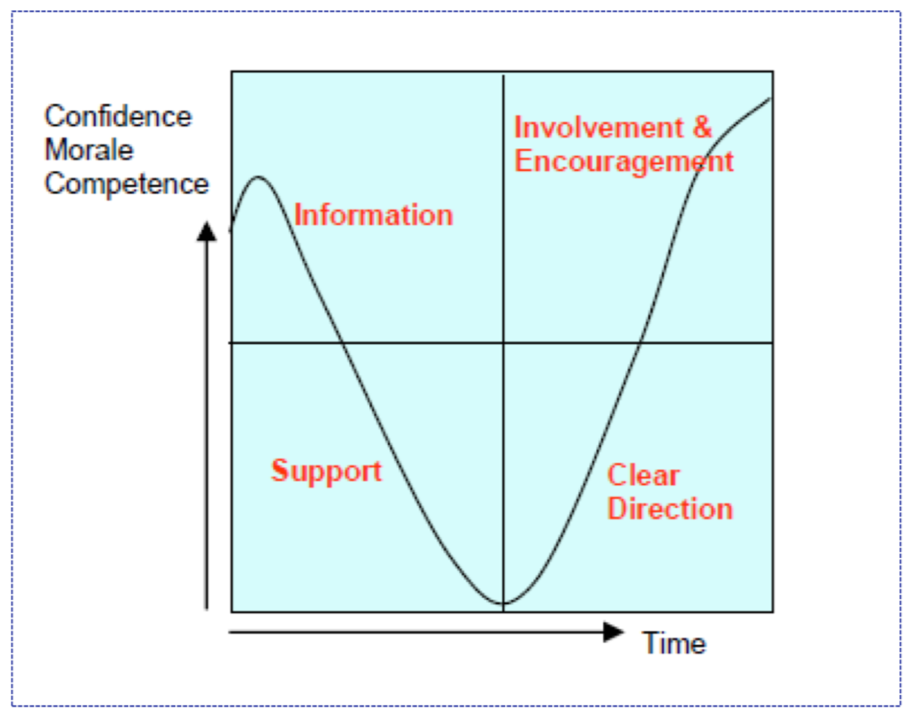 Confidence
Morale
Competence
Information
Involvement &
Encouragement
Support
Clear
Direction
Time